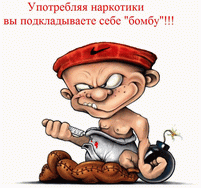 Употребляя наркотики
вы подкладываете себе "бомбу"!!!